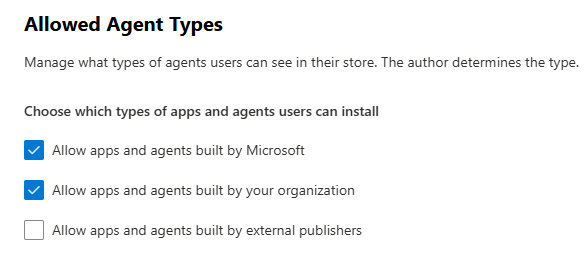 Allowed Agent Types
Manage what types of agents users can see in their store. The author determines the type.
Choose which types of apps and agents users can install
Allow apps and agents built by Microsoft
Allow apps and agents built by your organization
Allow apps and agents built by external publishers